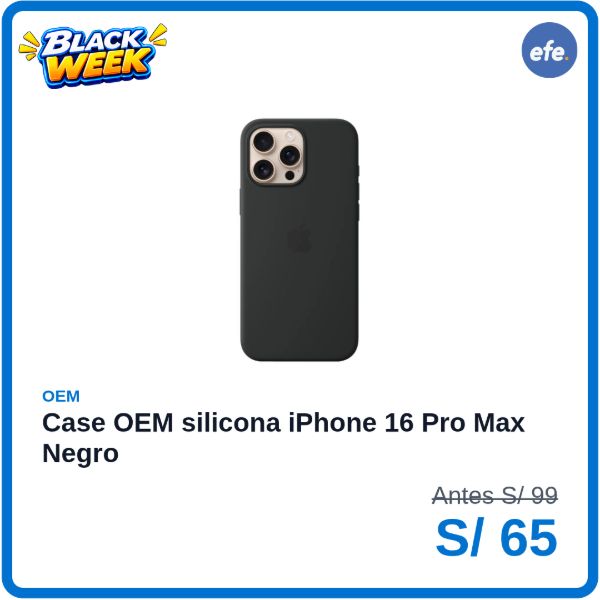 BLACK
WEEK
efe.
OEM
Case OEM silicona iPhone 16 Pro Max
Negro
Antes S/ 99
S/ 65